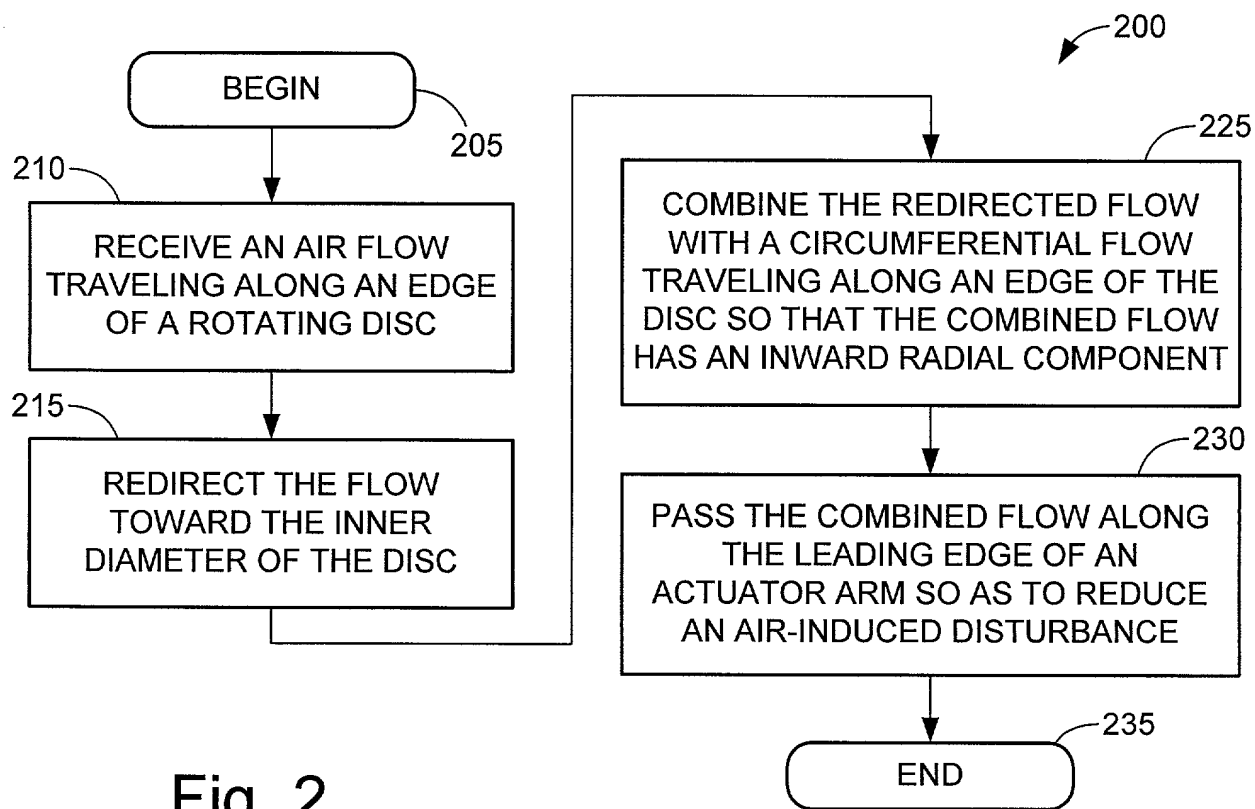 200
BEGIN
205
210
RECEIVE AN AIR FLOW
TRAVELING ALONG AN EDGE
OF A ROTATING DISC
215
REDIRECT THE FLOW
TOWARD THE INNER
DIAMETER OF THE DISC
225
COMBINE THE REDIRECTED FLOW
WITH A CIRCUMFERENTIAL FLOW
TRAVELING ALONG AN EDGE OF THE
DISC SO THAT THE COMBINED FLOW
HAS AN INWARD RADIAL COMPONENT
230
PASS THE COMBINED FLOW ALONG
THE LEADING EDGE OF AN
ACTUATOR ARM SO AS TO REDUCE
AN AIR-INDUCED DISTURBANCE
235
END
Fig. 2